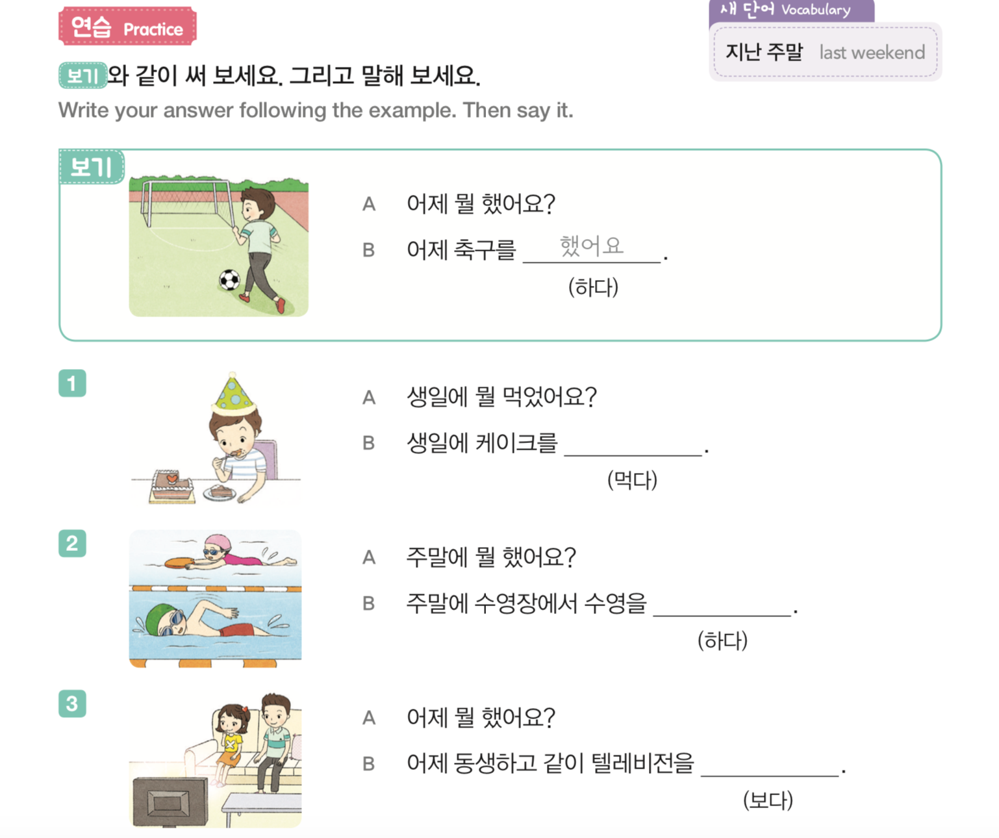 연습 Practice
새 단어 Vocabulary
지난 주말 last weekend
보기와 같이 써 보세요. 그리고 말해 보세요.
Write your answer following the example. Then say it.
보기
A 어제 뭘 했어요?
B 어제 축구를 했어요.
(하다)
1
A 생일에 뭘 먹었어요?
B 생일에 케이크를 ____________.
(먹다)
2
A 주말에 뭘 했어요?
B 주말에 수영장에서 수영을 ____________.
(하다)
3
A 어제 뭘 했어요?
B 어제 동생하고 같이 텔레비전을 ____________.
(보다)